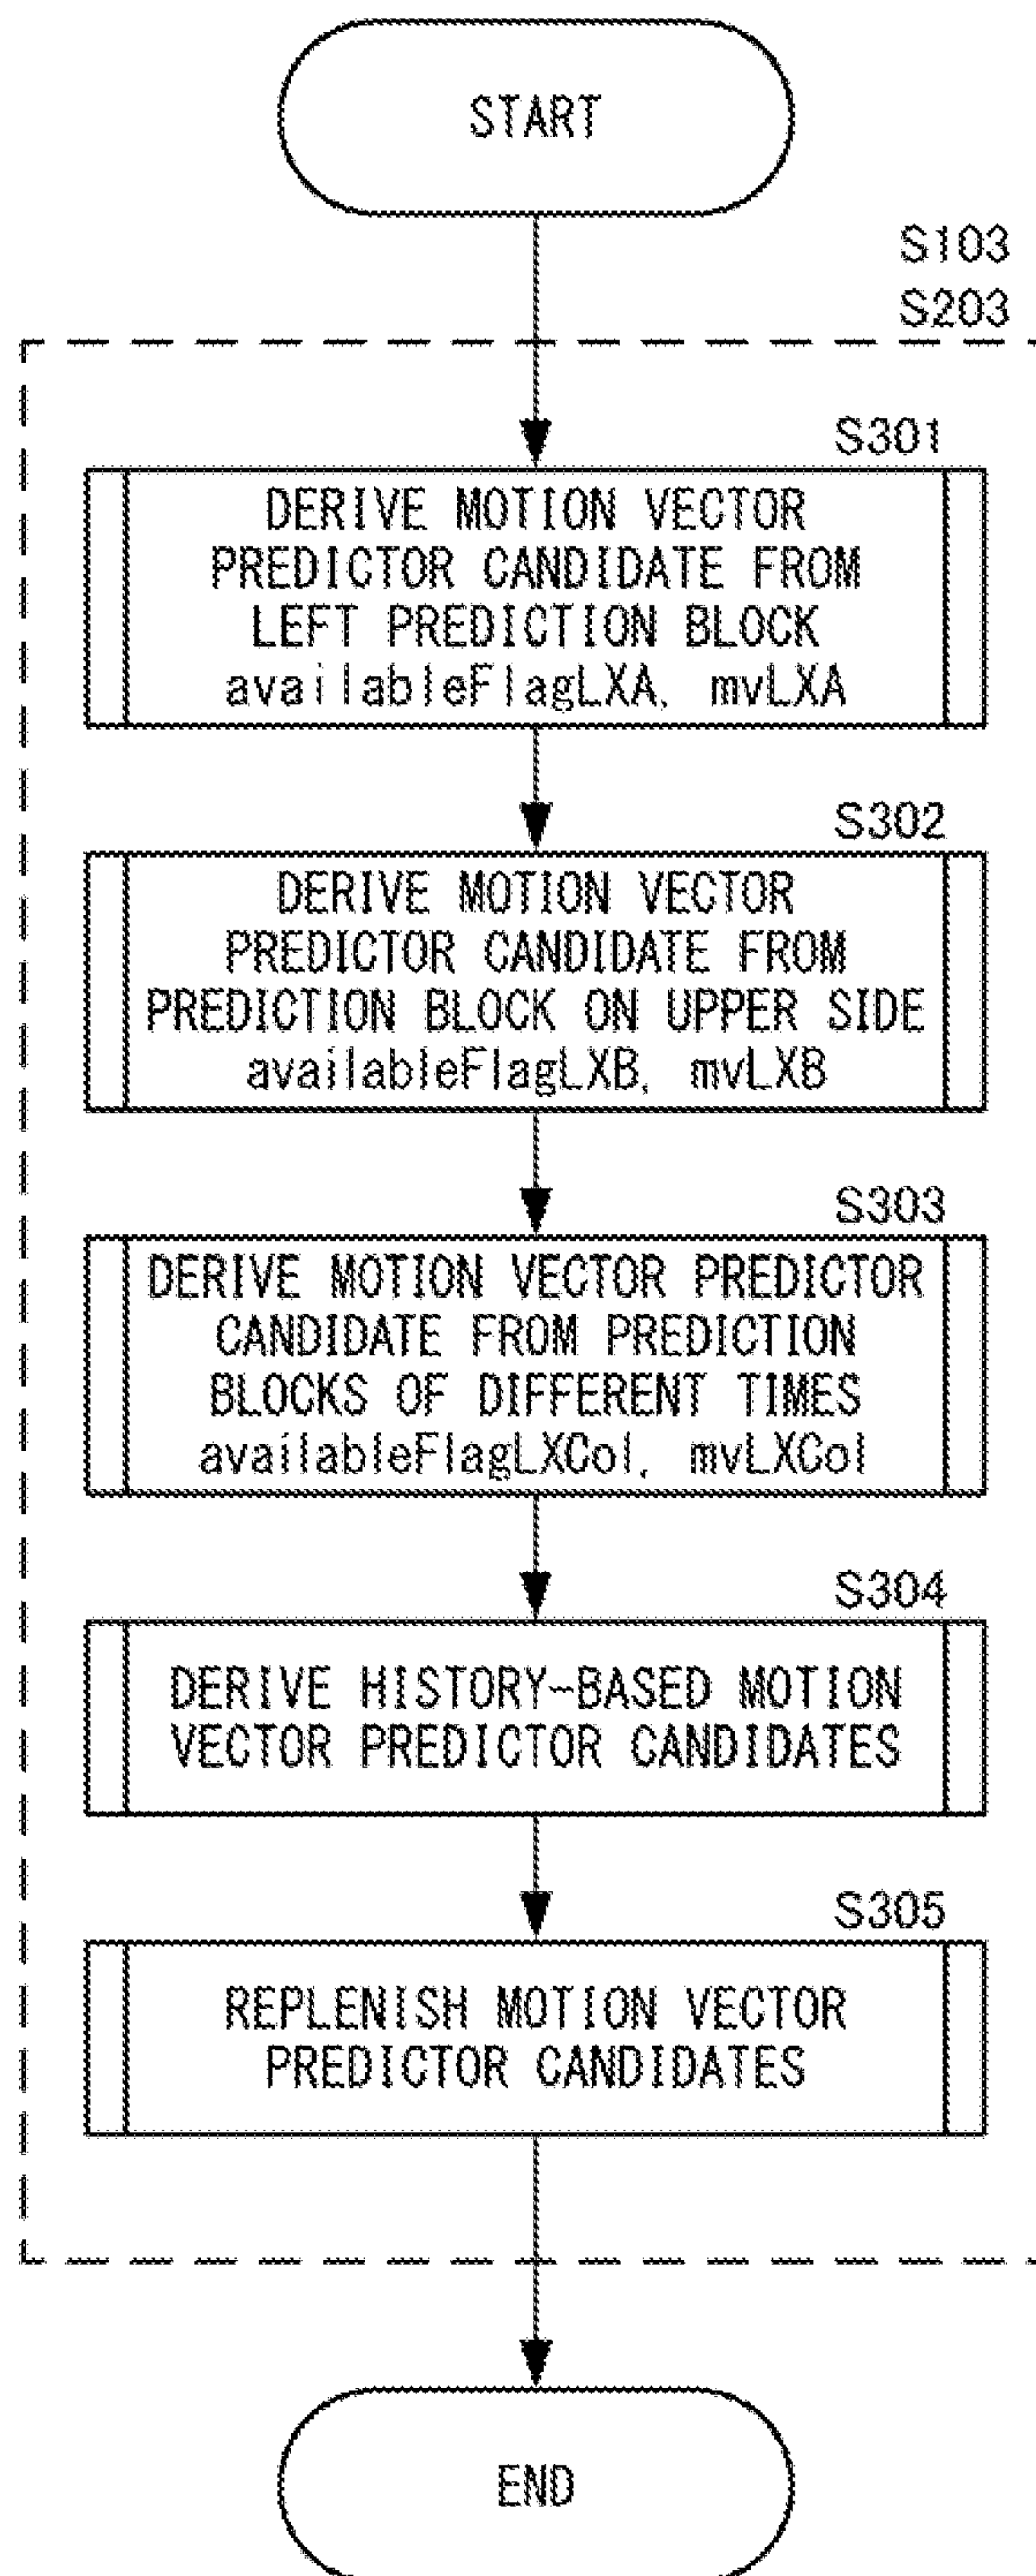 START
S103
S203
S301
DERIVE MOTION VECTOR
PREDICTOR CANDIDATE FROM
LEFT PREDICTION BLOCK
availableFlagLXA, mvLXA
S302
DERIVE MOTION VECTOR
PREDICTOR CANDIDATE FROM
PREDICTION BLOCK ON UPPER SIDE
availableFlagLXB, mvLXB
S303
DERIVE MOTION VECTOR PREDICTOR
CANDIDATE FROM PREDICTION
BLOCKS OF DIFFERENT TIMES
availableFlagLXCol, mvLXCol
S304
DERIVE HISTORY-BASED MOTION
VECTOR PREDICTOR CANDIDATES
S305
REPLENISH MOTION VECTOR
PREDICTOR CANDIDATES
END